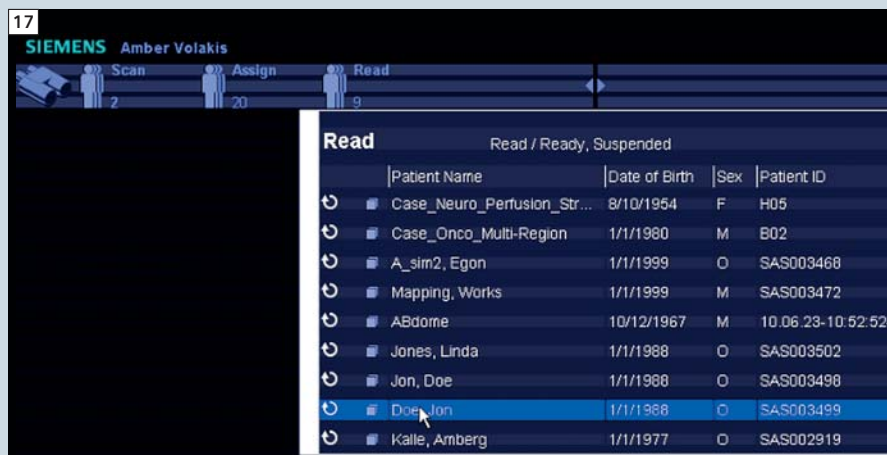 17
SIEMENS Amber Volakis
Scan Assign Read
2 20 9
Read Read / Ready, Suspended
Patient Name Date of Birth Sex Patient ID
Case_Neuro_Perfusion_Str... 8/10/1954 F H05
Case_Onco_Multi-Region 1/1/1980 M B02
A_sim2, Egon 1/1/1999 O SAS003468
Mapping, Works 1/1/1999 M SAS003472
ABdome 10/12/1967 M 10.06.23-10:52:52
Jones, Linda 1/1/1988 O SAS003502
Jon, Doe 1/1/1988 O SAS003498
Doe, Jon 1/1/1988 O SAS003499
Kalle, Amberg 1/1/1977 O SAS002919